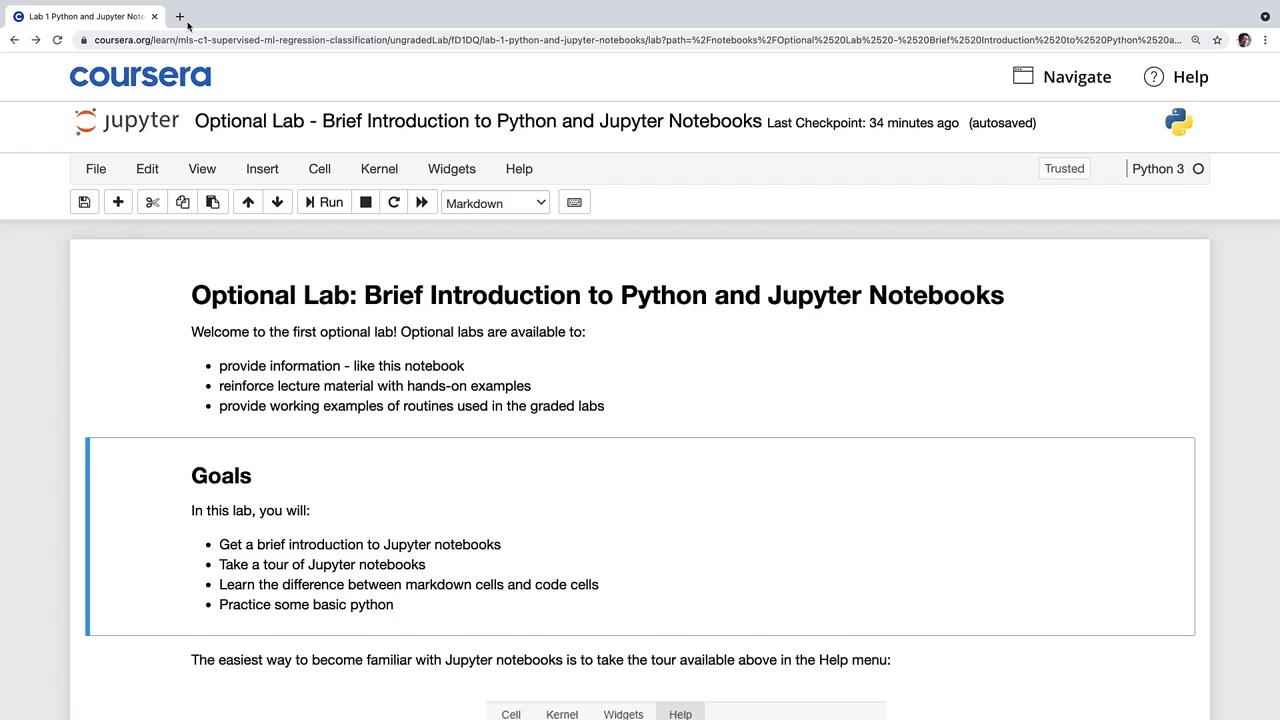 Lab 1 Python and Jupyter Note
coursera.org/learn/mls-c1-supervised-ml-regression-classification/ungradedLab/fD1DQ/lab-1-python-and-jupyter-notebooks/lab?path=%2Fnotebooks%2FOptional%2520Lab%2520-%2520Brief%2520Introduction%2520to%2520Python%2520a...
coursera
Navigate
Help
jupyter
Optional Lab - Brief Introduction to Python and Jupyter Notebooks Last Checkpoint: 34 minutes ago (autosaved)
File Edit View Insert Cell Kernel Widgets Help
Trusted
Python 3
Run
Markdown
Optional Lab: Brief Introduction to Python and Jupyter Notebooks
Welcome to the first optional lab! Optional labs are available to:
• provide information - like this notebook
• reinforce lecture material with hands-on examples
• provide working examples of routines used in the graded labs
Goals
In this lab, you will:
• Get a brief introduction to Jupyter notebooks
• Take a tour of Jupyter notebooks
• Learn the difference between markdown cells and code cells
• Practice some basic python
The easiest way to become familiar with Jupyter notebooks is to take the tour available above in the Help menu:
Cell Kernel Widgets Help